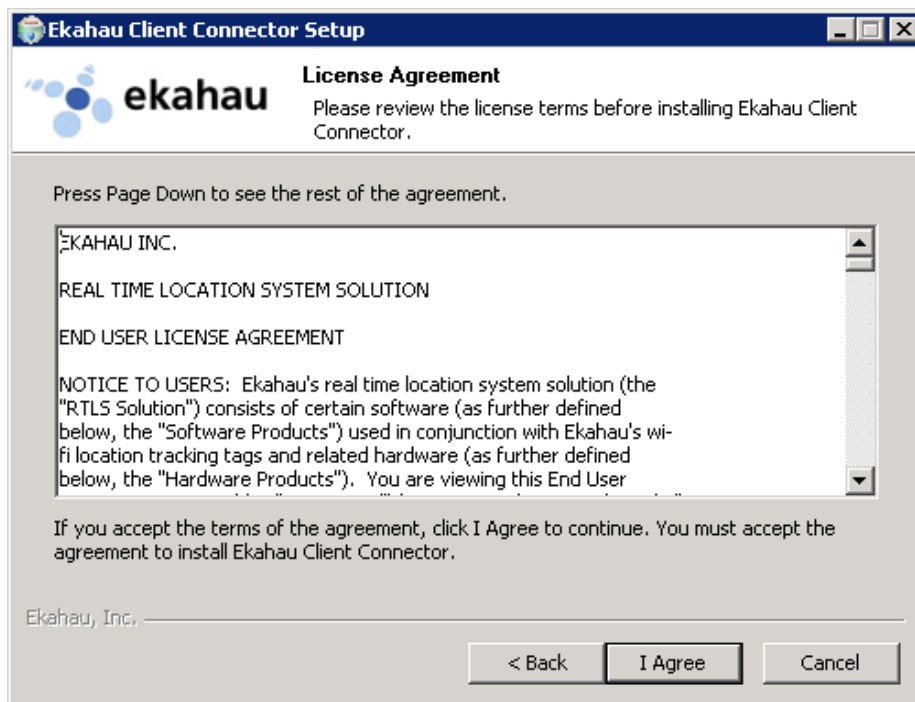 Ekahau Client Connector Setup
ekahau
License Agreement
Please review the license terms before installing Ekahau Client
Connector.
Press Page Down to see the rest of the agreement.
EKAHAU INC.
REAL TIME LOCATION SYSTEM SOLUTION
END USER LICENSE AGREEMENT
NOTICE TO USERS:  Ekahau's real time location system solution (the
"RTLS Solution") consists of certain software (as further defined
below, the "Software Products") used in conjunction with Ekahau's wi-
fi location tracking tags and related hardware (as further defined
below, the "Hardware Products").  You are viewing this End User
If you accept the terms of the agreement, click I Agree to continue. You must accept the
agreement to install Ekahau Client Connector.
Ekahau, Inc.
< Back
I Agree
Cancel